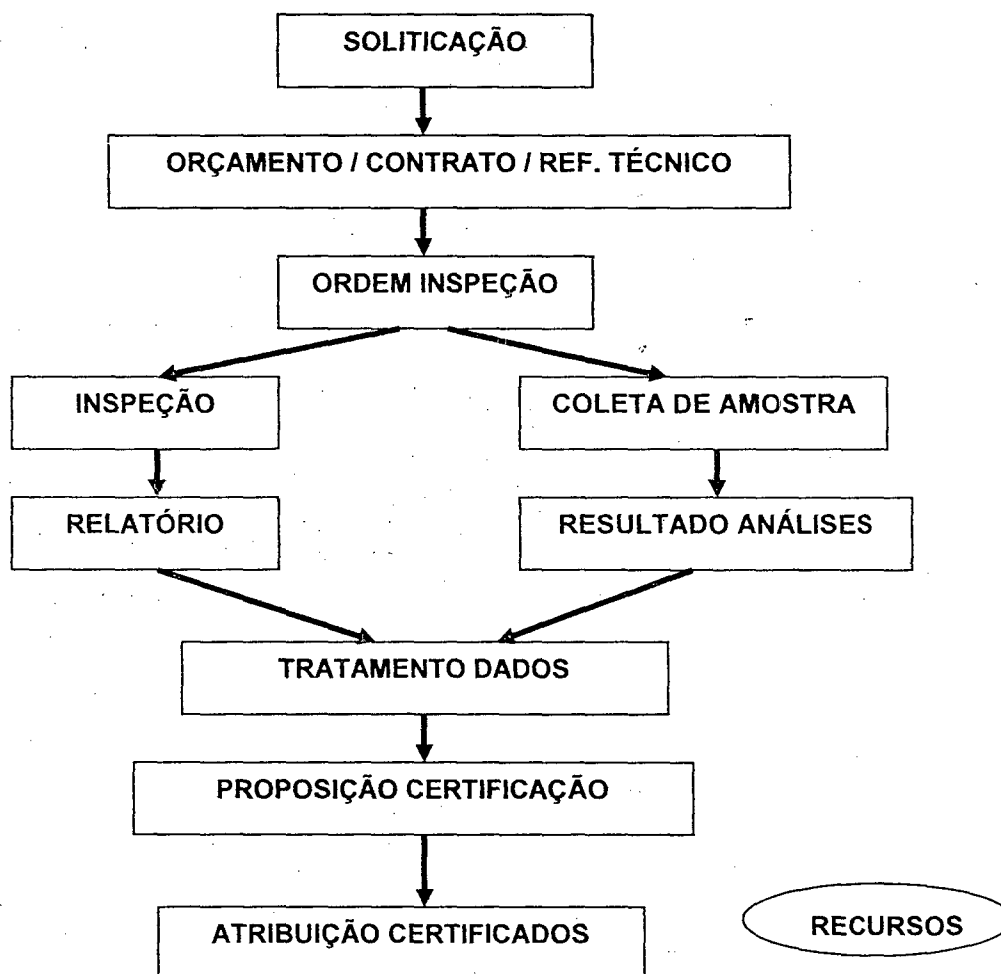 SOLITICAÇÃO
ORÇAMENTO / CONTRATO / REF. TÉCNICO
ORDEM INSPEÇÃO
INSPEÇÃO
COLETA DE AMOSTRA
RELATÓRIO
RESULTADO ANÁLISES
TRATAMENTO DADOS
PROPOSIÇÃO CERTIFICAÇÃO
ATRIBUIÇÃO CERTIFICADOS
RECURSOS